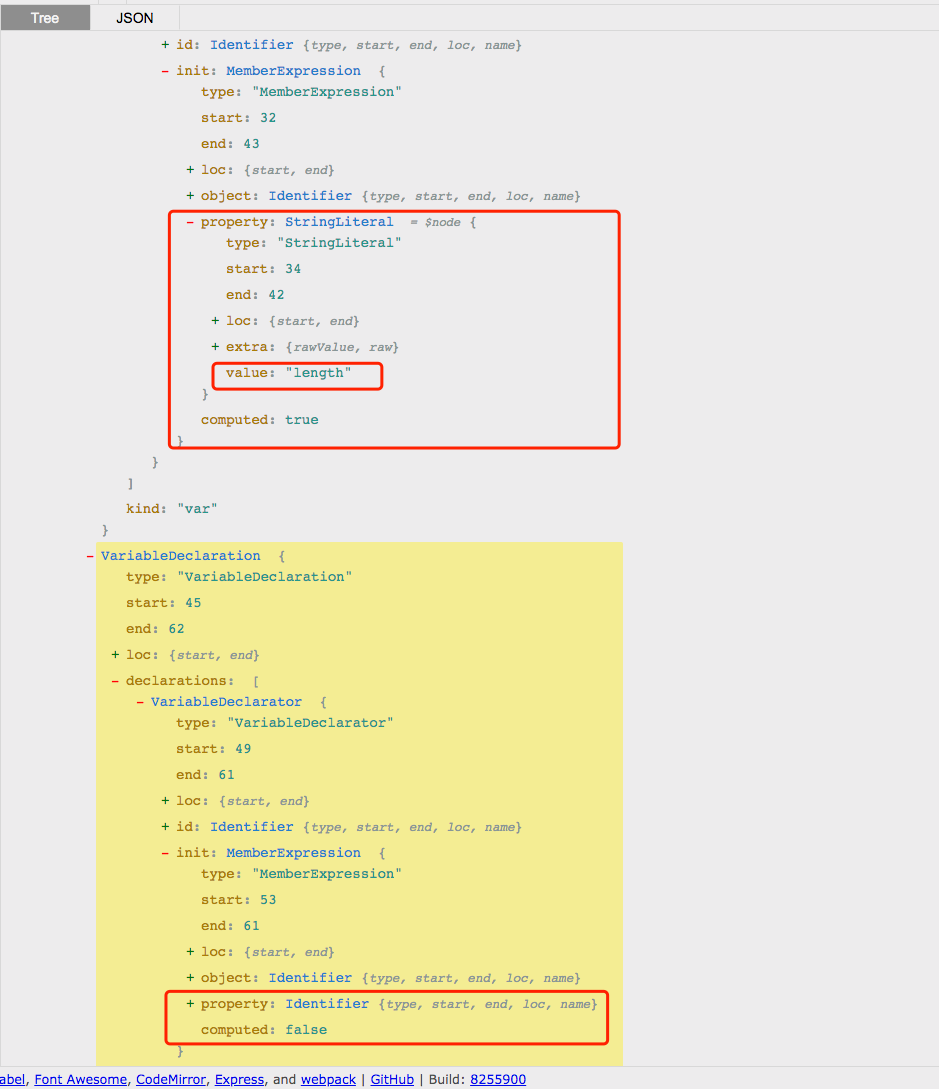 Tree JSON
+ id: Identifier {type, start, end, loc, name}
- init: MemberExpression {
type: "MemberExpression"
start: 32
end: 43
+ loc: {start, end}
+ object: Identifier {type, start, end, loc, name}
- property: StringLiteral = $node {
type: "StringLiteral"
start: 34
end: 42
+ loc: {start, end}
+ extra: {rawValue, raw}
value: "length"
}
computed: true
}
}
]
kind: "var"
}
- VariableDeclaration {
type: "VariableDeclaration"
start: 45
end: 62
+ loc: {start, end}
- declarations: [
- VariableDeclarator {
type: "VariableDeclarator"
start: 49
end: 61
+ loc: {start, end}
+ id: Identifier {type, start, end, loc, name}
- init: MemberExpression {
type: "MemberExpression"
start: 53
end: 61
+ loc: {start, end}
+ object: Identifier {type, start, end, loc, name}
+ property: Identifier {type, start, end, loc, name}
computed: false
}
abel, Font Awesome, CodeMirror, Express, and webpack | GitHub | Build: 8255900